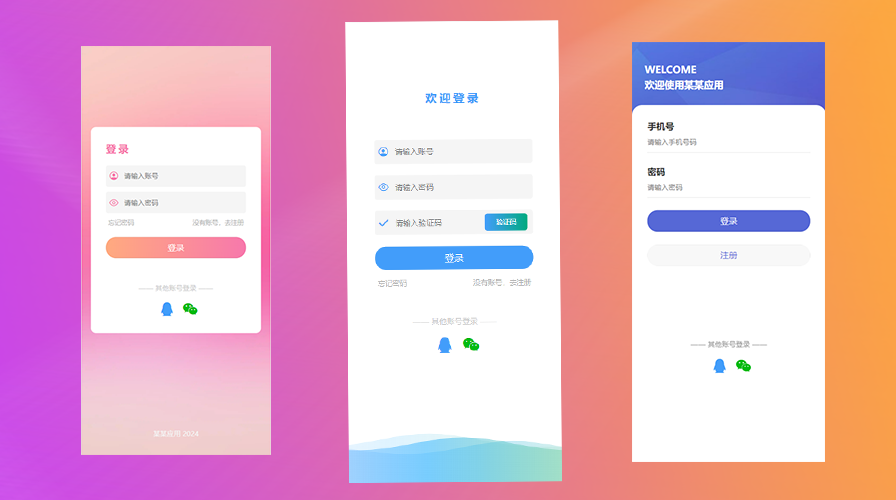 登录
请输入账号
请输入密码
忘记密码 没有账号、去注册
登录
其他账号登录
某某应用 2024
欢迎登录
请输入账号
请输入密码
请输入验证码 验证码
登录
忘记密码 没有账号、去注册
其他账号登录
WELCOME
欢迎使用某某应用
手机号
请输入手机号码
密码
请输入密码
登录
注册
其他账号登录